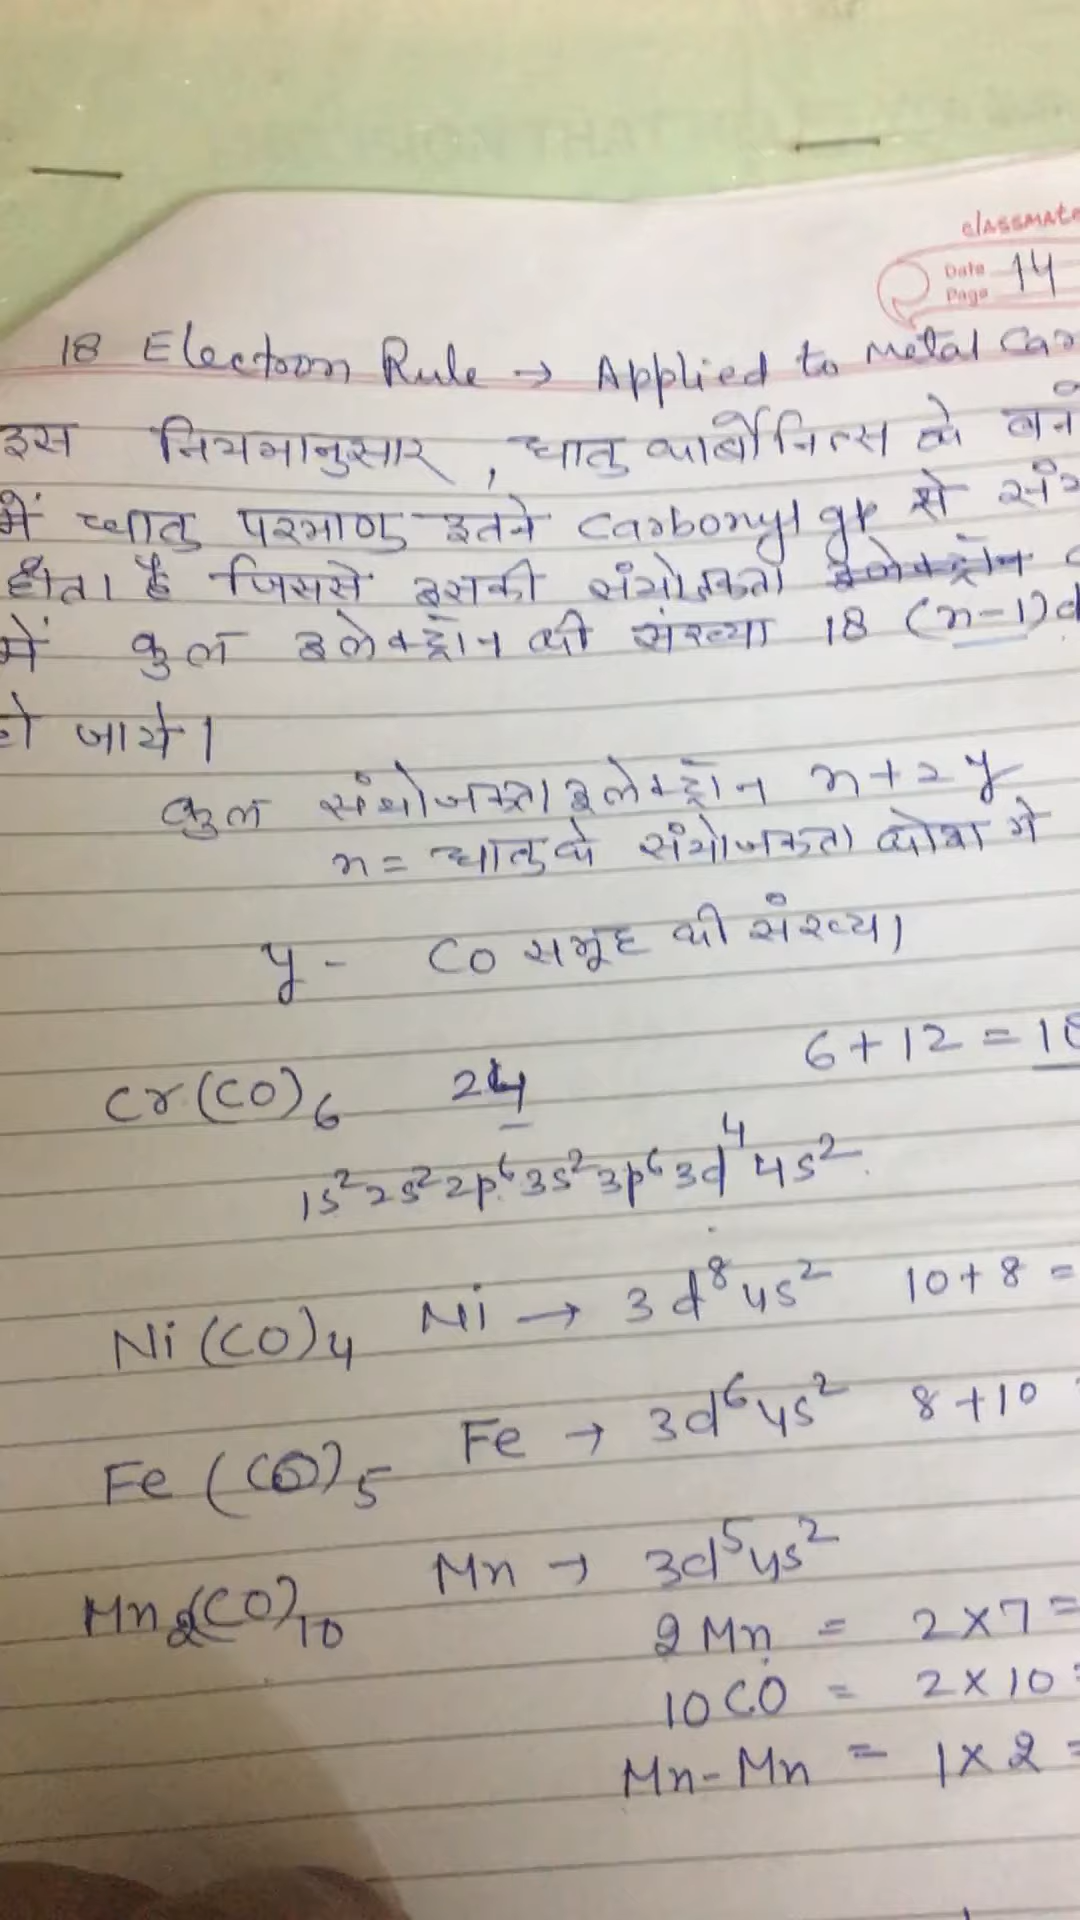 classmate
Date
Page 14
18 Electron Rule → Applied to Metal Car
इस नियमानुसार, धातु कार्बोनिल्स के बन
में धातु परमाणु इतने Carbonyl gp से
होता है जिससे इसकी संयोजकता इलेक्ट्रॉन
में कुल इलेक्ट्रॉन की संख्या 18 (n-1)d
हो जाये।
कुल संयोजकता इलेक्ट्रॉन n+2y
n = धातु के संयोजकता कोश में
y - CO समूह की संख्या
Cr(CO)6 24 6+12 = 18
1s² 2s² 2p⁶ 3s² 3p⁶ 3d⁴ 4s²
Ni(CO)4 Ni → 3d⁸ 4s² 10+8 =
Fe(CO)5 Fe → 3d⁶ 4s² 8+10
Mn2(CO)10 Mn → 3d⁵ 4s²
2Mn = 2×7 =
10CO = 2×10 =
Mn-Mn = 1×2 =